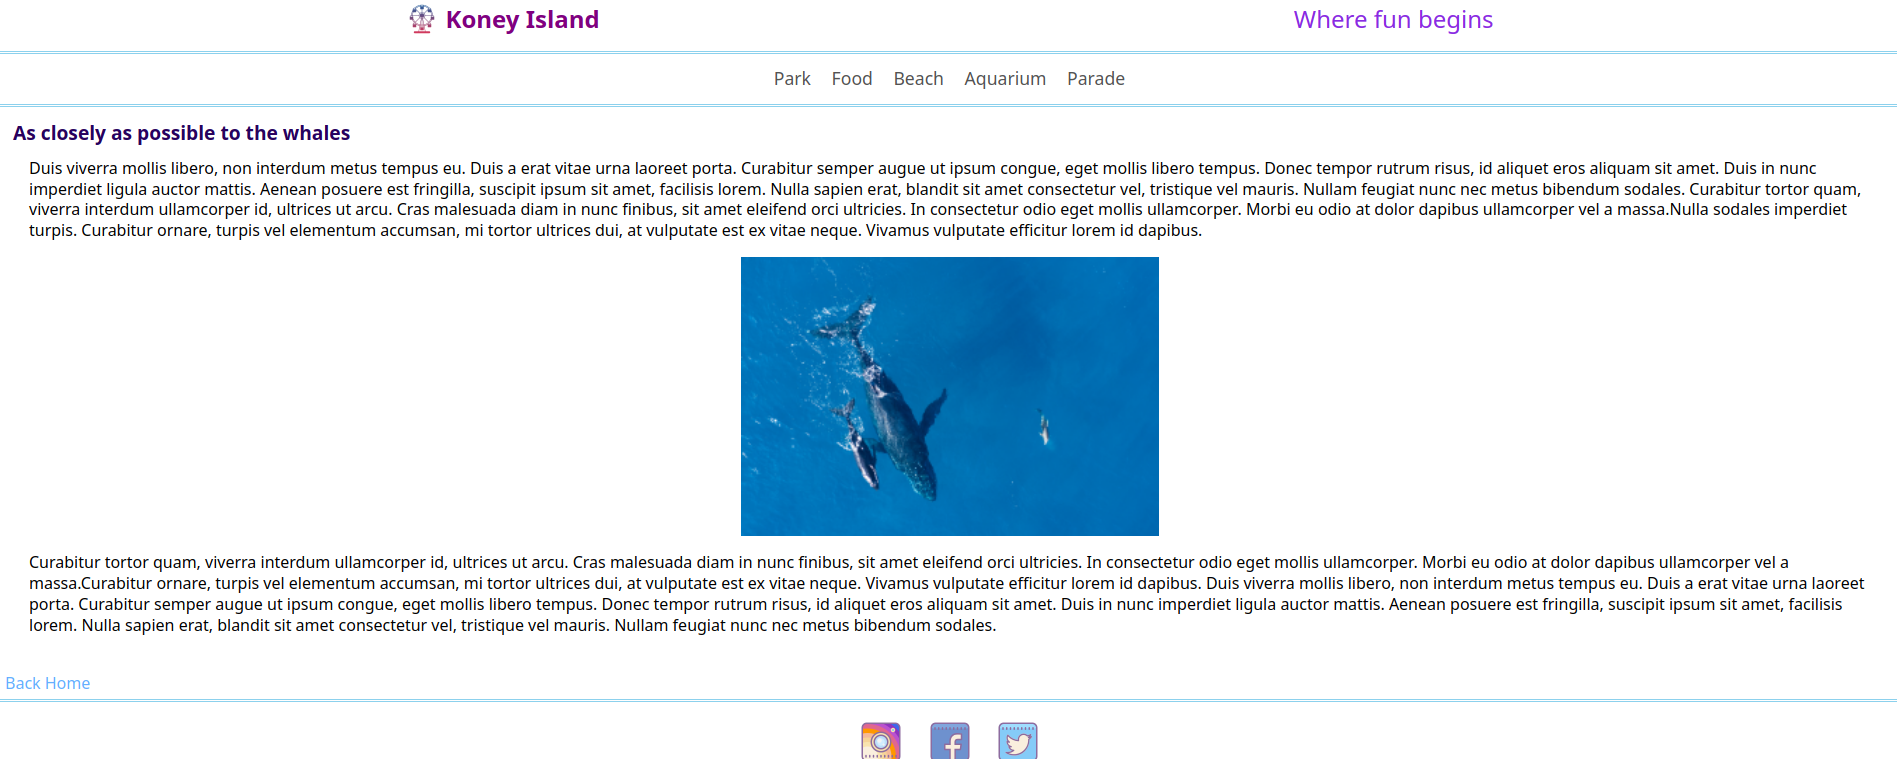 Koney Island
Where fun begins
Park Food Beach Aquarium Parade
As closely as possible to the whales
Duis viverra mollis libero, non interdum metus tempus eu. Duis a erat vitae urna laoreet porta. Curabitur semper augue ut ipsum congue, eget mollis libero tempus. Donec tempor rutrum risus, id aliquet eros aliquam sit amet. Duis in nunc
imperdiet ligula auctor mattis. Aenean posuere est fringilla, suscipit ipsum sit amet, facilisis lorem. Nulla sapien erat, blandit sit amet consectetur vel, tristique vel mauris. Nullam feugiat nunc nec metus bibendum sodales. Curabitur tortor quam,
viverra interdum ullamcorper id, ultrices ut arcu. Cras malesuada diam in nunc finibus, sit amet eleifend orci ultricies. In consectetur odio eget mollis ullamcorper. Morbi eu odio at dolor dapibus ullamcorper vel a massa.Nulla sodales imperdiet
turpis. Curabitur ornare, turpis vel elementum accumsan, mi tortor ultrices dui, at vulputate est ex vitae neque. Vivamus vulputate efficitur lorem id dapibus.
Curabitur tortor quam, viverra interdum ullamcorper id, ultrices ut arcu. Cras malesuada diam in nunc finibus, sit amet eleifend orci ultricies. In consectetur odio eget mollis ullamcorper. Morbi eu odio at dolor dapibus ullamcorper vel a
massa.Curabitur ornare, turpis vel elementum accumsan, mi tortor ultrices dui, at vulputate est ex vitae neque. Vivamus vulputate efficitur lorem id dapibus. Duis viverra mollis libero, non interdum metus tempus eu. Duis a erat vitae urna laoreet
porta. Curabitur semper augue ut ipsum congue, eget mollis libero tempus. Donec tempor rutrum risus, id aliquet eros aliquam sit amet. Duis in nunc imperdiet ligula auctor mattis. Aenean posuere est fringilla, suscipit ipsum sit amet, facilisis
lorem. Nulla sapien erat, blandit sit amet consectetur vel, tristique vel mauris. Nullam feugiat nunc nec metus bibendum sodales.
Back Home